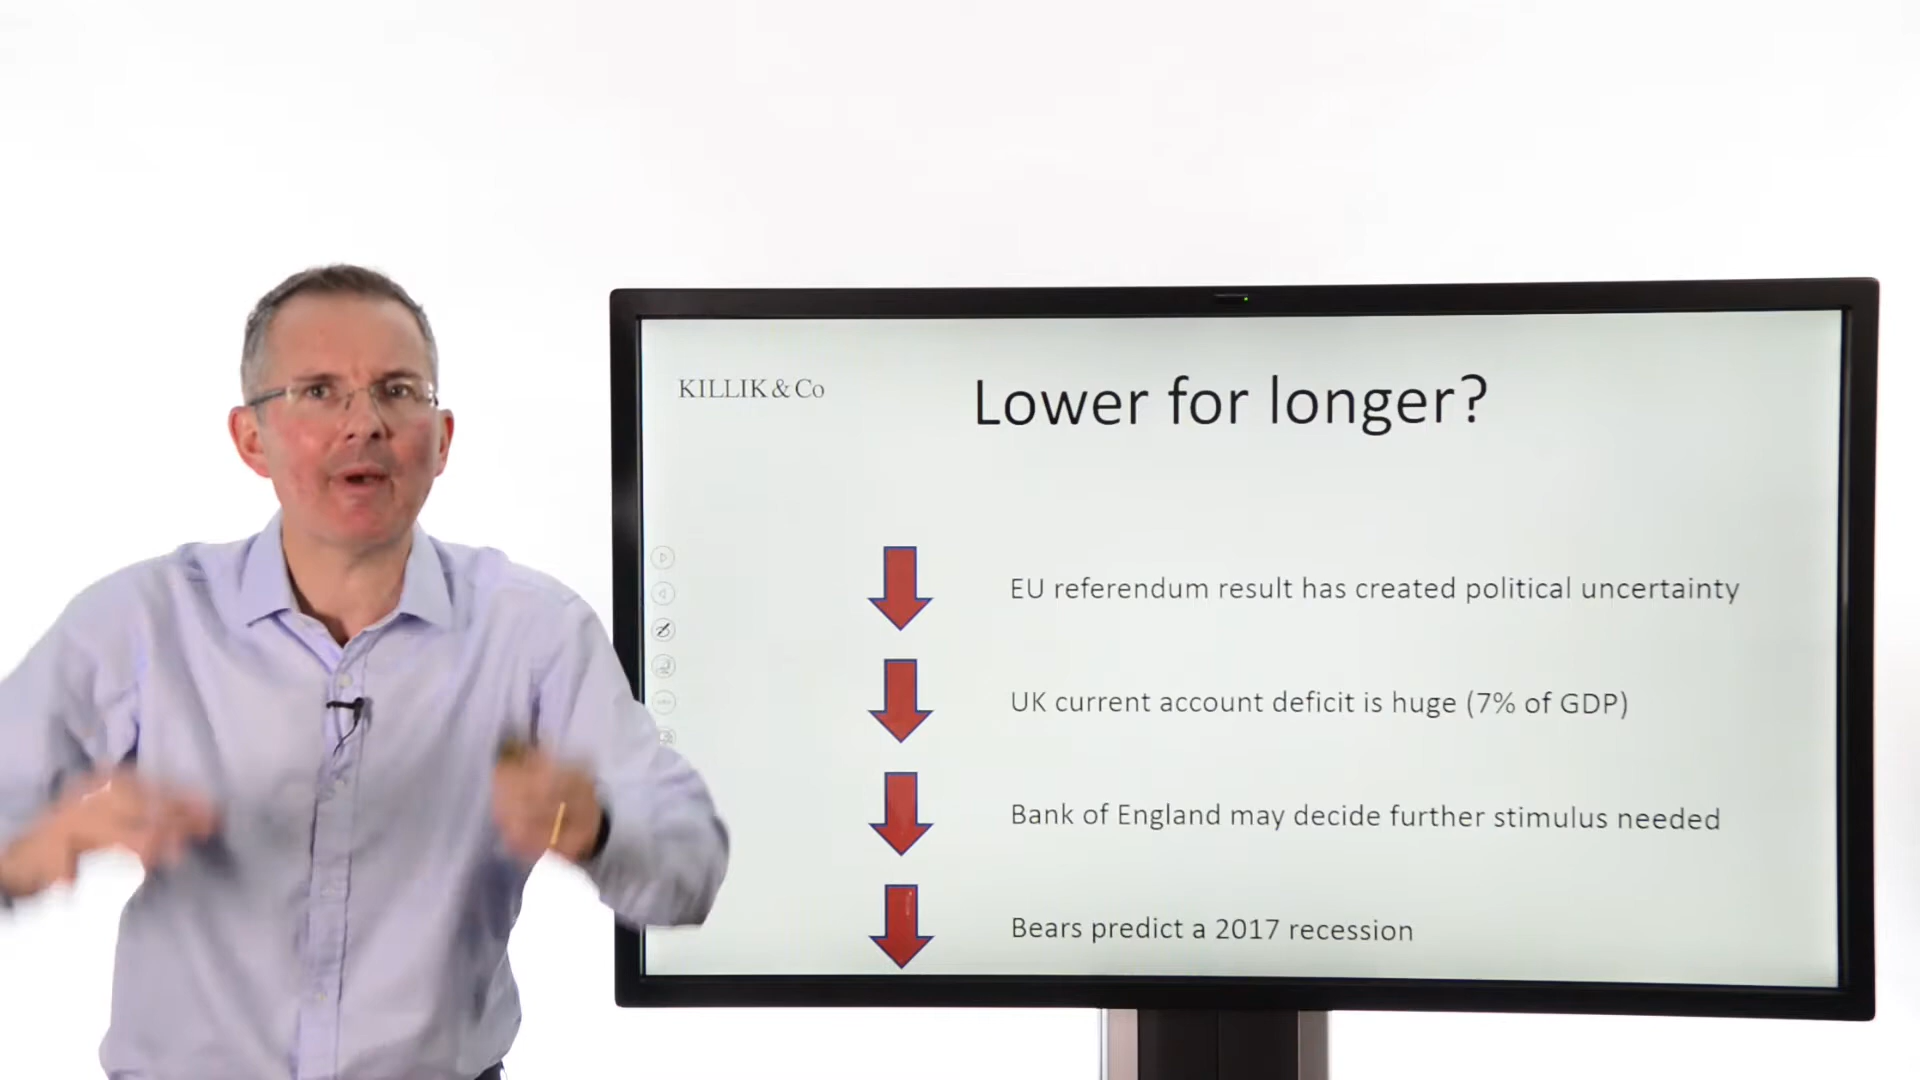 KILLIK & Co
Lower for longer?
EU referendum result has created political uncertainty
UK current account deficit is huge (7% of GDP)
Bank of England may decide further stimulus needed
Bears predict a 2017 recession